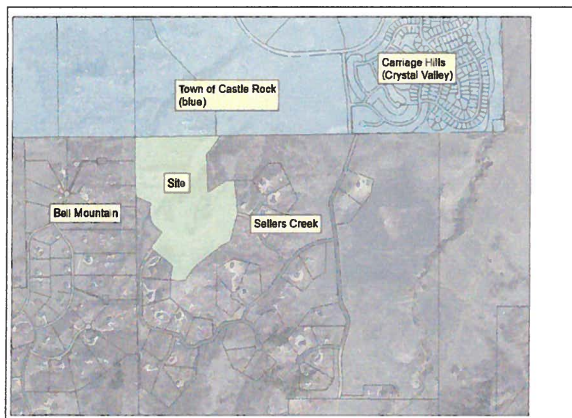 Carriage Hills
(Crystal Valley)
Town of Castle Rock
(blue)
Site
Bell Mountain
Sellers Creek